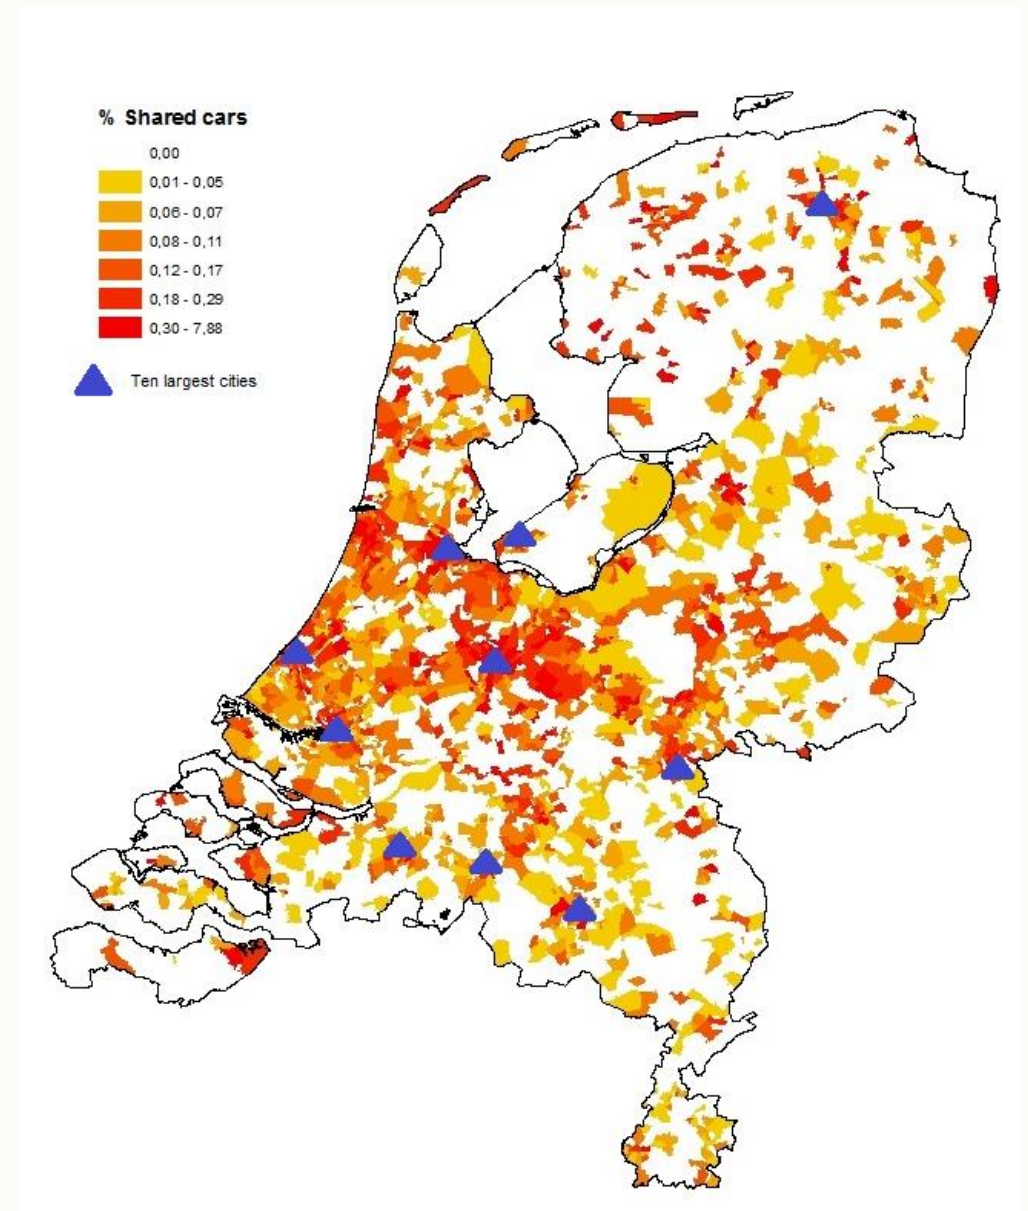 % Shared cars
0,00
0,01 - 0,05
0,06 - 0,07
0,08 - 0,11
0,12 - 0,17
0,18 - 0,29
0,30 - 7,88
Ten largest cities